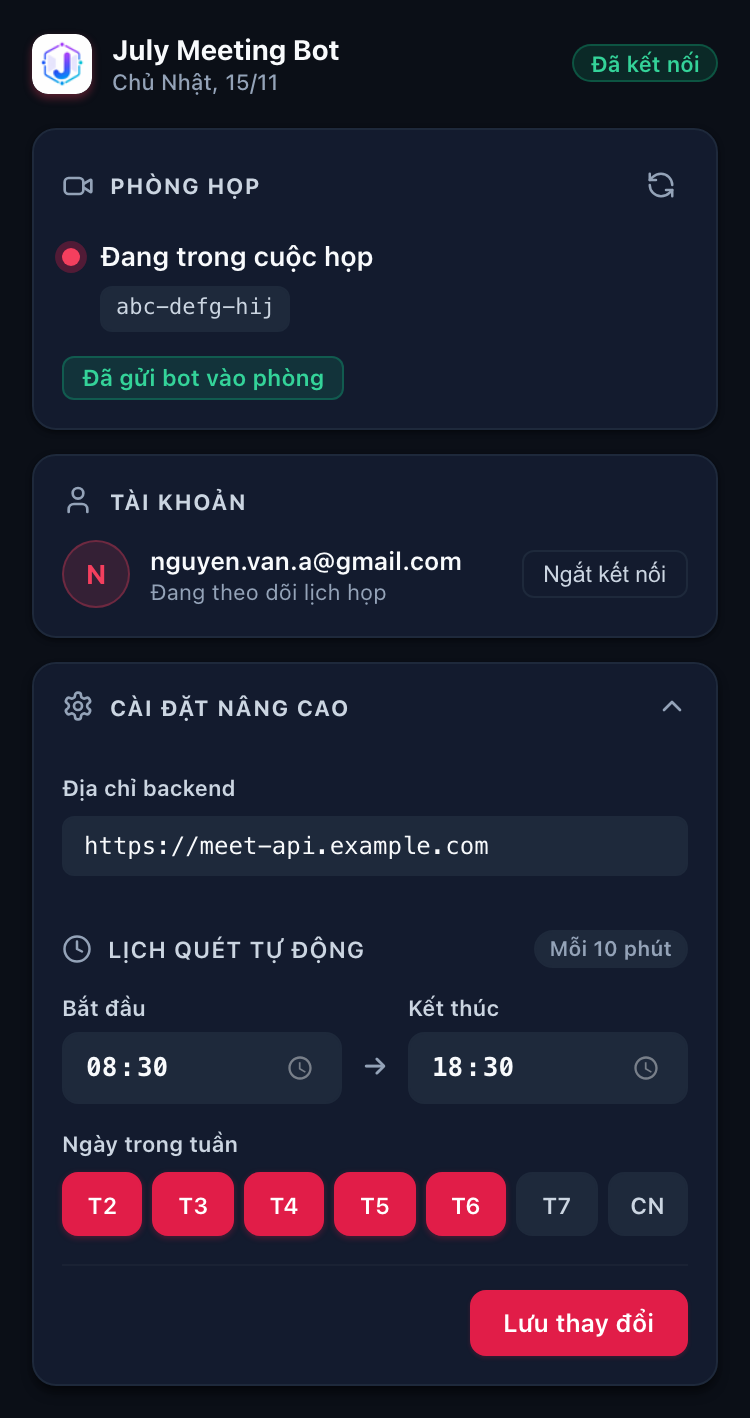 July Meeting Bot
Chủ Nhật, 15/11
Đã kết nối
PHÒNG HỌP
Đang trong cuộc họp
abc-defg-hij
Đã gửi bot vào phòng
TÀI KHOẢN
N
nguyen.van.a@gmail.com
Đang theo dõi lịch họp
Ngắt kết nối
CÀI ĐẶT NÂNG CAO
Địa chỉ backend
https://meet-api.example.com
LỊCH QUÉT TỰ ĐỘNG
Mỗi 10 phút
Bắt đầu
Kết thúc
08:30
18:30
Ngày trong tuần
T2 T3 T4 T5 T6 T7 CN
Lưu thay đổi